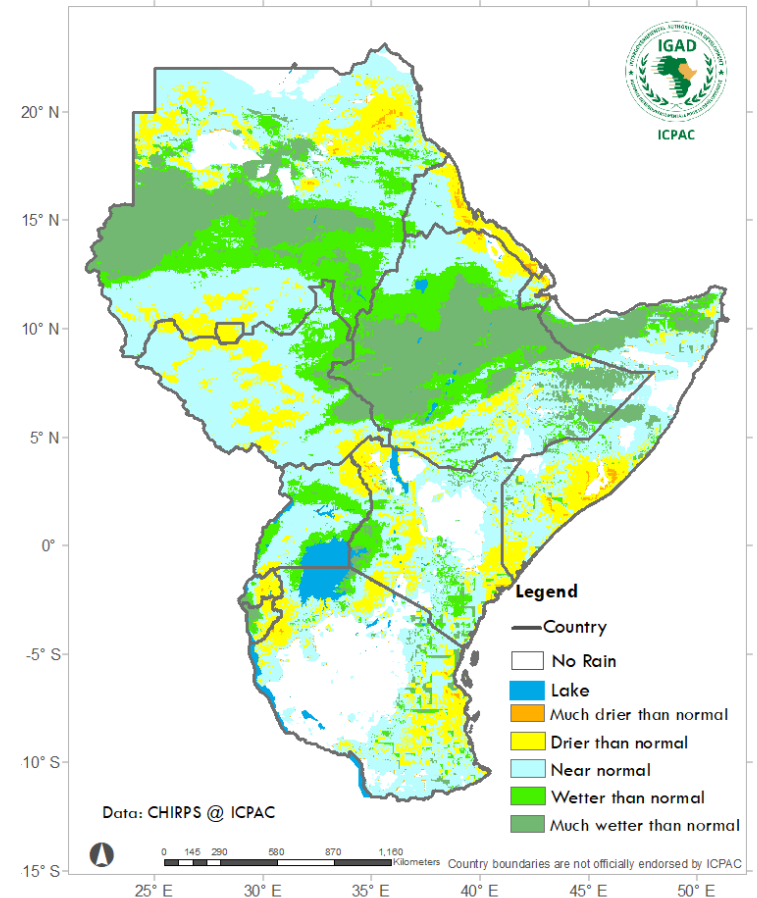 IGAD
ICPAC
20° N
15° N
10° N
5° N
0°
-5° S
-10° S
-15° S
25° E
30° E
35° E
40° E
45° E
50° E
Legend
Country
No Rain
Lake
Much drier than normal
Drier than normal
Near normal
Wetter than normal
Much wetter than normal
Data: CHIRPS @ ICPAC
0 145 290 580 870 1,160
Kilometers
Country boundaries are not officially endorsed by ICPAC